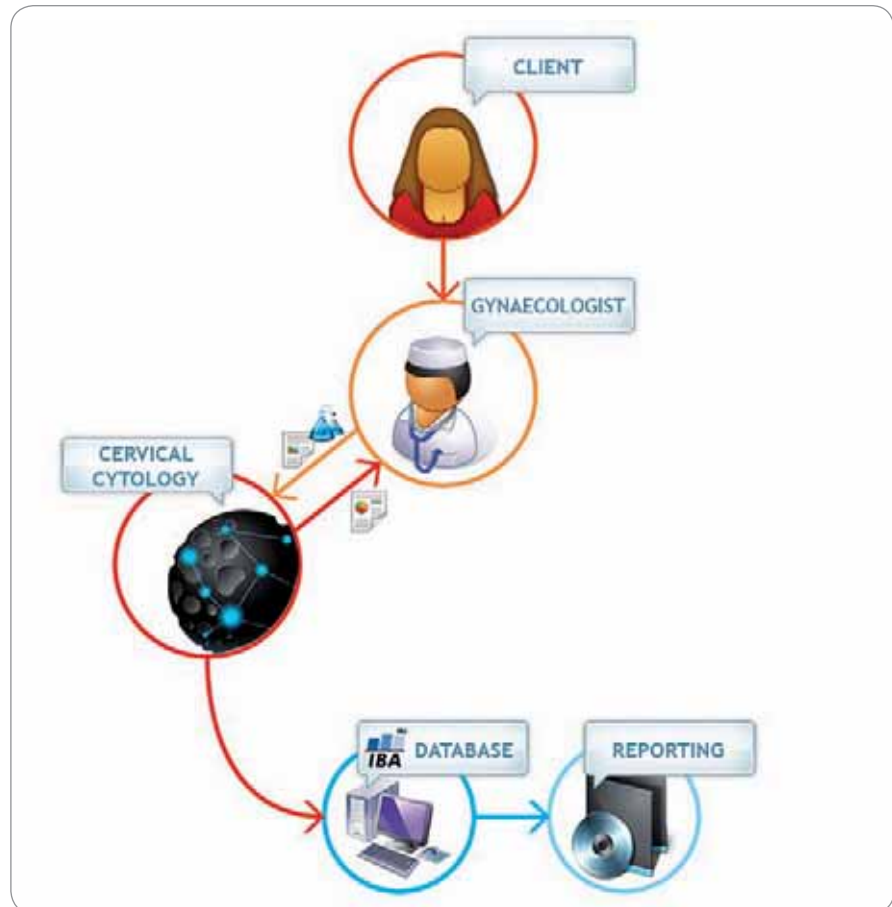 CLIENT
GYNAECOLOGIST
CERVICAL
CYTOLOGY
IBA DATABASE
REPORTING